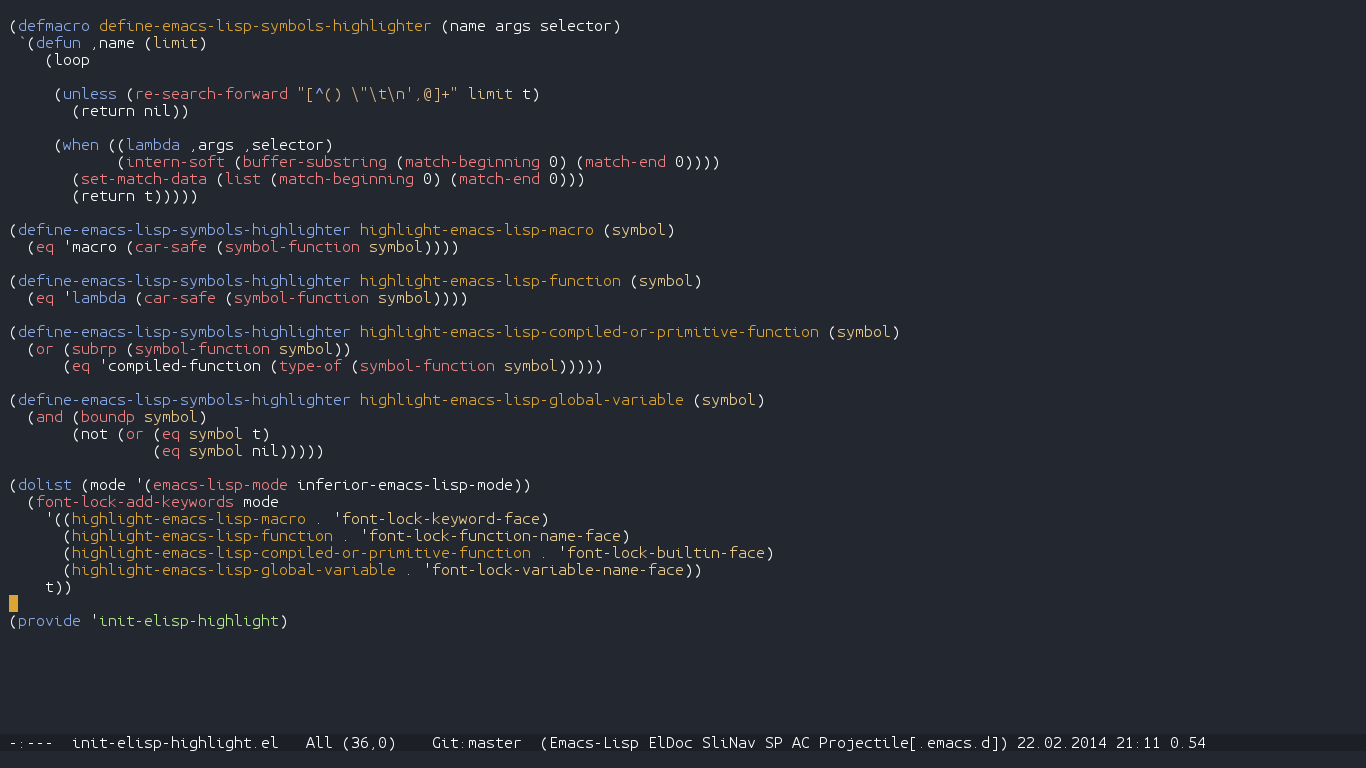 (defmacro define-emacs-lisp-symbols-highlighter (name args selector)
 `(defun ,name (limit)
    (loop
     (unless (re-search-forward "[^() \"\t\n',@]+" limit t)
       (return nil))
     (when ((lambda ,args ,selector)
            (intern-soft (buffer-substring (match-beginning 0) (match-end 0))))
       (set-match-data (list (match-beginning 0) (match-end 0)))
       (return t)))))
(define-emacs-lisp-symbols-highlighter highlight-emacs-lisp-macro (symbol)
  (eq 'macro (car-safe (symbol-function symbol))))
(define-emacs-lisp-symbols-highlighter highlight-emacs-lisp-function (symbol)
  (eq 'lambda (car-safe (symbol-function symbol))))
(define-emacs-lisp-symbols-highlighter highlight-emacs-lisp-compiled-or-primitive-function (symbol)
  (or (subrp (symbol-function symbol))
      (eq 'compiled-function (type-of (symbol-function symbol)))))
(define-emacs-lisp-symbols-highlighter highlight-emacs-lisp-global-variable (symbol)
  (and (boundp symbol)
       (not (or (eq symbol t)
                (eq symbol nil)))))
(dolist (mode '(emacs-lisp-mode inferior-emacs-lisp-mode))
  (font-lock-add-keywords mode
    '((highlight-emacs-lisp-macro . 'font-lock-keyword-face)
      (highlight-emacs-lisp-function . 'font-lock-function-name-face)
      (highlight-emacs-lisp-compiled-or-primitive-function . 'font-lock-builtin-face)
      (highlight-emacs-lisp-global-variable . 'font-lock-variable-name-face))
    t))
(provide 'init-elisp-highlight)
-:---  init-elisp-highlight.el   All (36,0)    Git:master  (Emacs-Lisp ElDoc SliNav SP AC Projectile[.emacs.d]) 22.02.2014 21:11 0.54